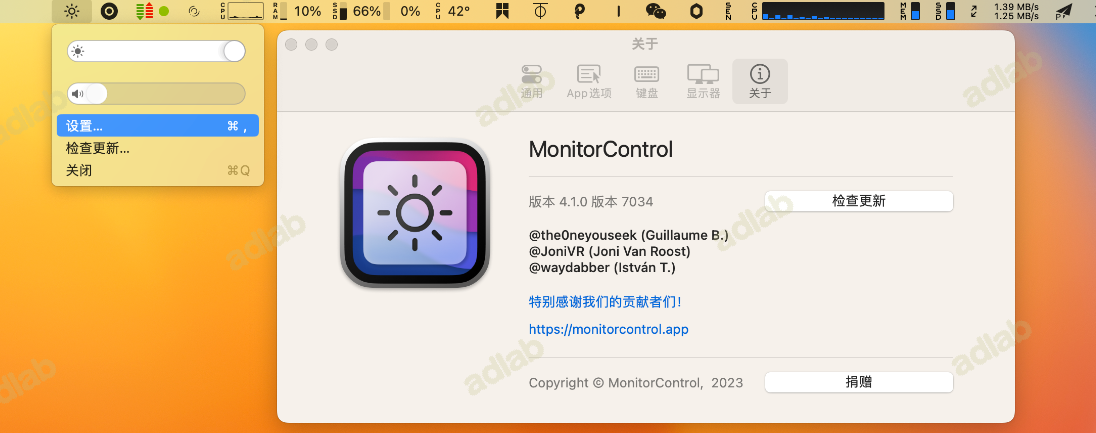 CPU
RAM
10%
SSD
66%
0%
CPU
42°
SEN
CPU
MEM
SSD
1.39 MB/s
1.25 MB/s
设置... ⌘ ,
检查更新...
关闭 ⌘Q
关于
通用 App选项 键盘 显示器 关于
MonitorControl
版本 4.1.0 版本 7034 检查更新
@the0neyouseek (Guillaume B.)
@JoniVR (Joni Van Roost)
@waydabber (István T.)
特别感谢我们的贡献者们!
https://monitorcontrol.app
Copyright © MonitorControl, 2023 捐赠
adlab
adlab
adlab
adlab
adlab
adlab
adlab
adlab